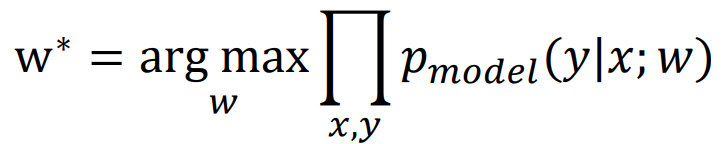 w* = arg max ∏ p_model(y|x; w)
w
x,y